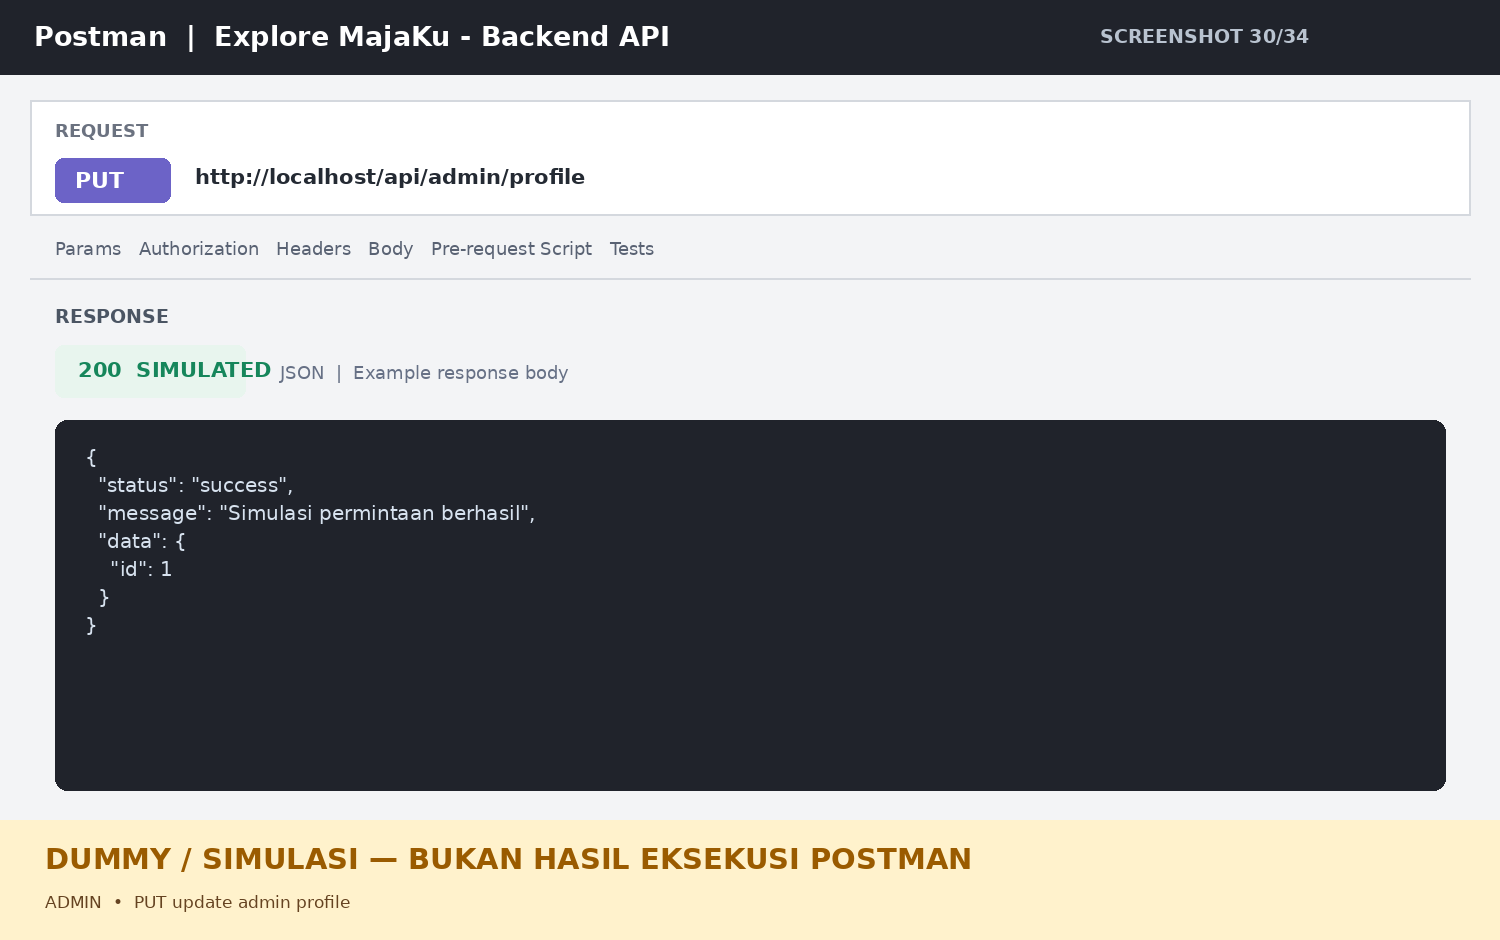 Postman | Explore MajaKu - Backend API
SCREENSHOT 30/34
REQUEST
PUT http://localhost/api/admin/profile
Params Authorization Headers Body Pre-request Script Tests
RESPONSE
200 SIMULATED JSON | Example response body
{
  "status": "success",
  "message": "Simulasi permintaan berhasil",
  "data": {
    "id": 1
  }
}
DUMMY / SIMULASI — BUKAN HASIL EKSEKUSI POSTMAN
ADMIN • PUT update admin profile